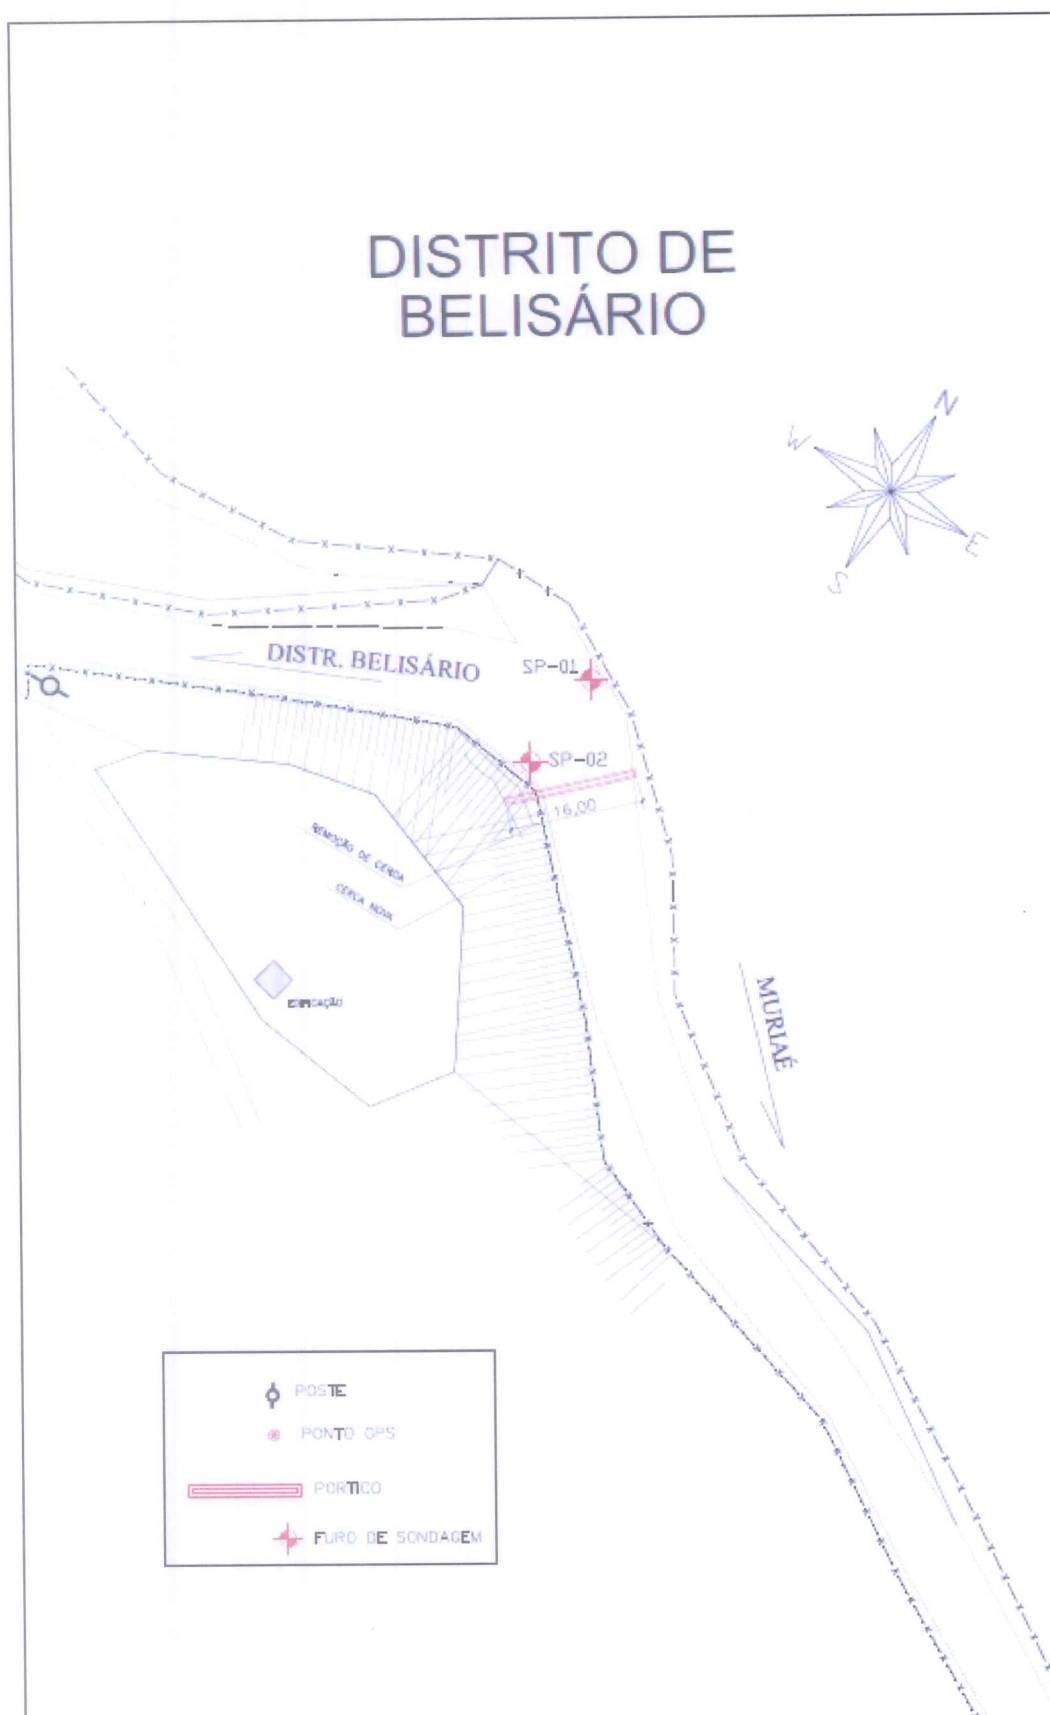 DISTRITO DE
BELISÁRIO
N
W
E
S
DISTR. BELISÁRIO
SP-01
SP-02
16,00
REMOÇÃO DE CERCA
CERCA NOVA
EDIFICAÇÃO
MURIAÉ
POSTE
PONTO GPS
PORTICO
FURO DE SONDAGEM